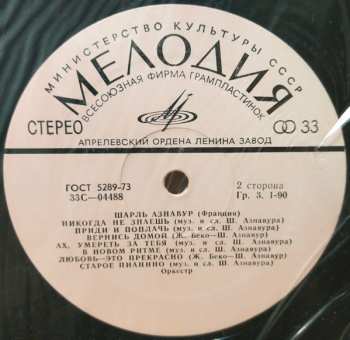 МИНИСТЕРСТВО КУЛЬТУРЫ СССР
МЕЛОДИЯ
ВСЕСОЮЗНАЯ ФИРМА ГРАМПЛАСТИНОК
СТЕРЕО
33
АПРЕЛЕВСКИЙ ОРДЕНА ЛЕНИНА ЗАВОД
ГОСТ 5289-73
33С—04488
2 сторона
Гр. 3. 1-90
ШАРЛЬ АЗНАВУР (Франция)
НИКОГДА НЕ ЗНАЕШЬ (муз. и сл. Ш. Азнавура)
ПРИДИ И ПОПЛАЧЬ (муз. и сл. Ш. Азнавура)
ВЕРНИСЬ ДОМОЙ (Ж. Беко—Ш. Азнавур)
АХ, УМЕРЕТЬ ЗА ТЕБЯ (муз. и сл. Ш. Азнавура)
В НОВОМ РИТМЕ (муз. и сл. Ш. Азнавура)
ЛЮБОВЬ—ЭТО ПРЕКРАСНО (Ж. Беко—Ш. Азнавур)
СТАРОЕ ПИАНИНО (муз. и сл. Ш. Азнавура)
Оркестр